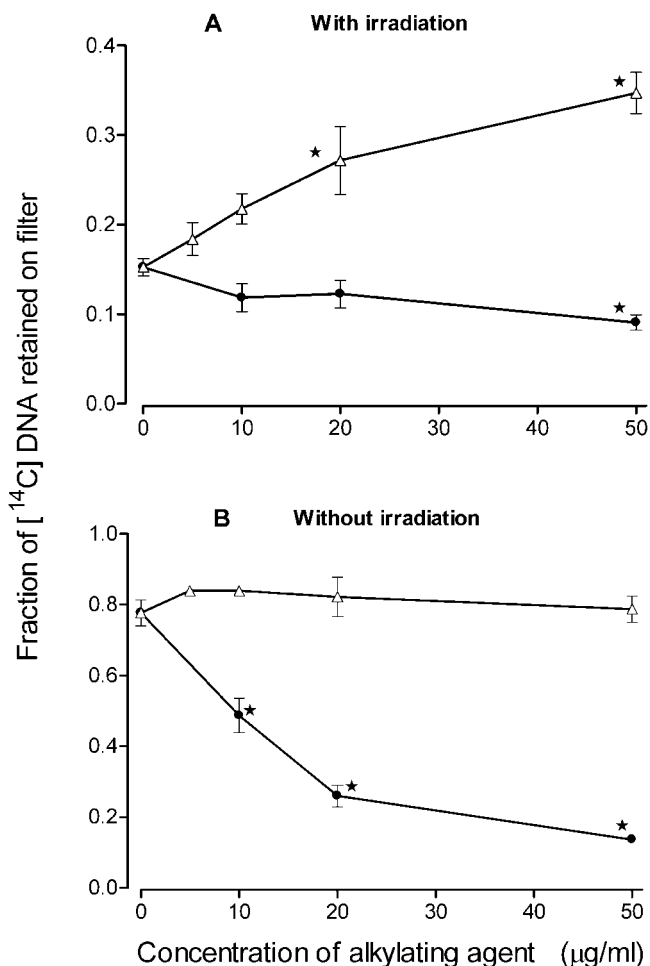 A With irradiation
0.4
0.3
0.2
0.1
0.0
0 10 20 30 40 50
Fraction of [14C] DNA retained on filter
B Without irradiation
1.0
0.8
0.6
0.4
0.2
0.0
0 10 20 30 40 50
Concentration of alkylating agent (μg/ml)